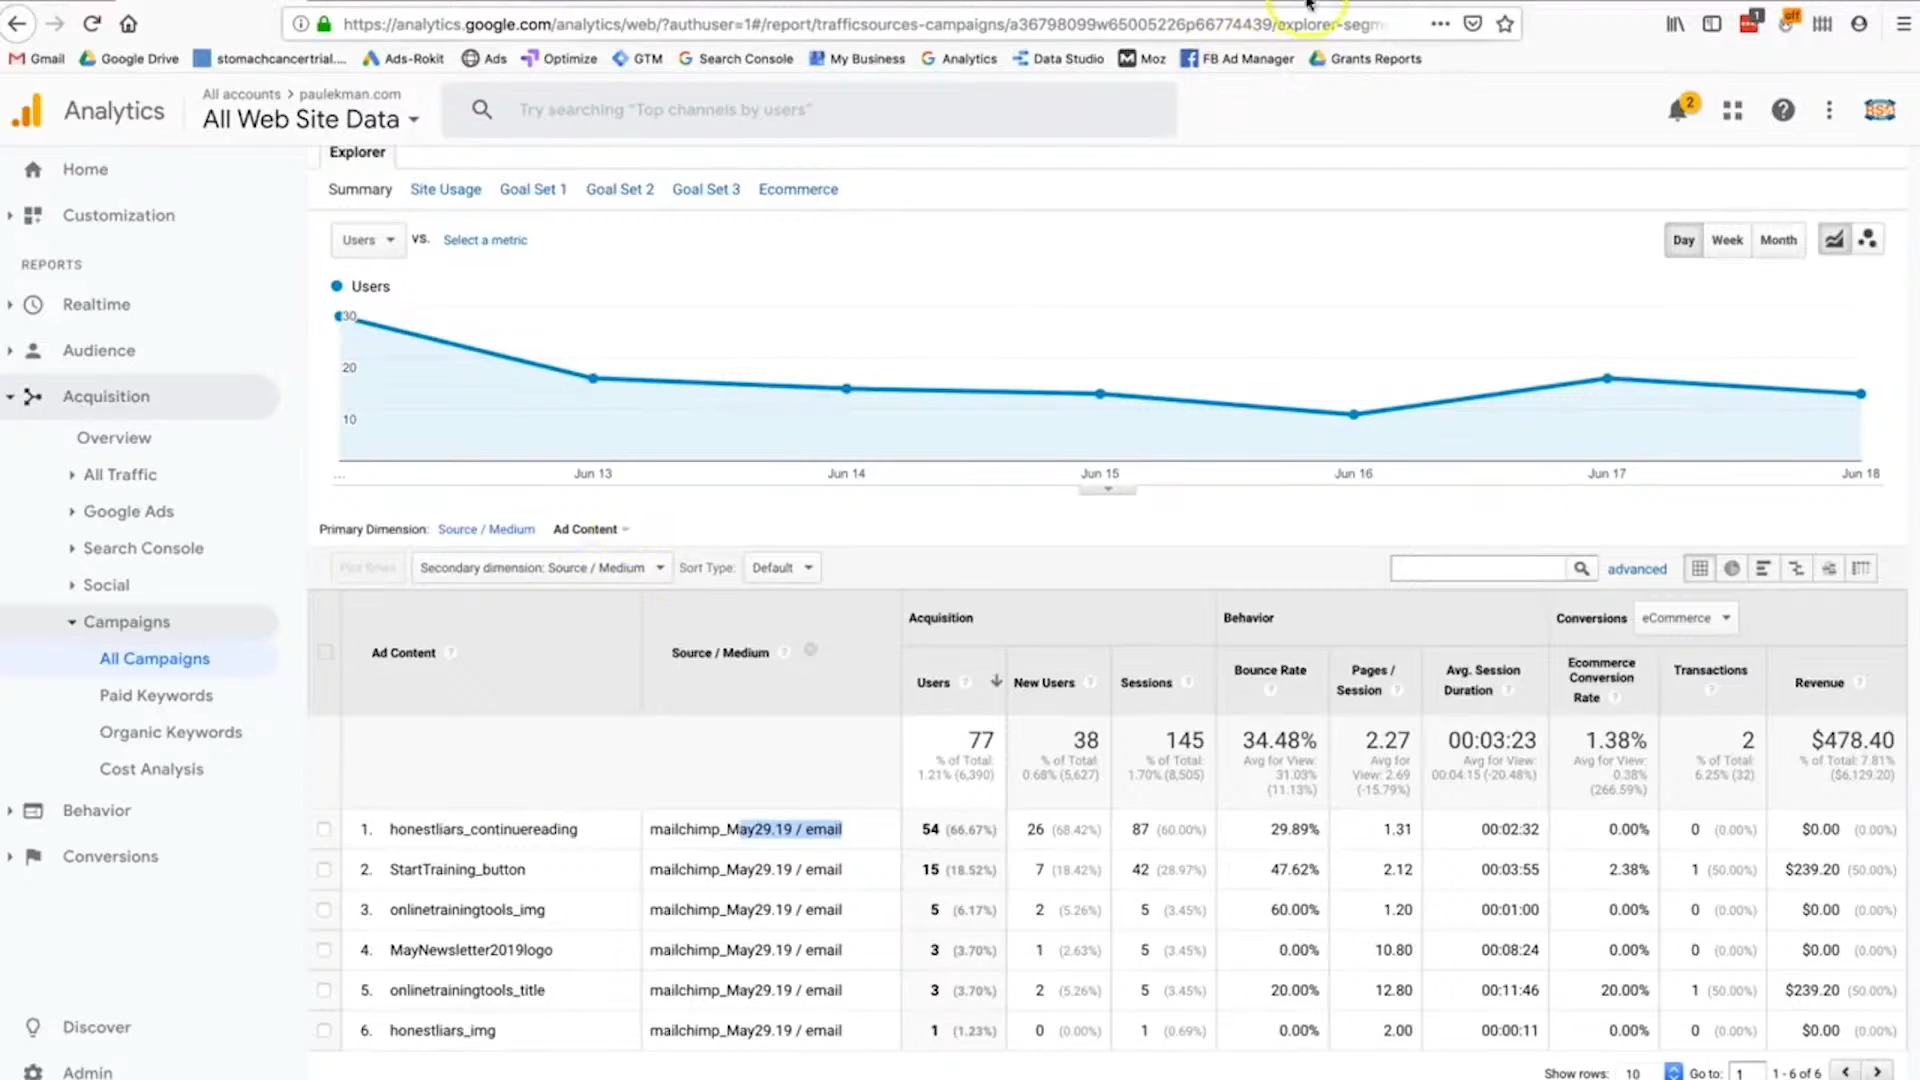 https://analytics.google.com/analytics/web/?authuser=1#/report/trafficsources-campaigns/a36798099w65005226p66774439/explorer-segme
1
off
Gmail Google Drive stomachcancertrial.... Ads-Rokit Ads Optimize GTM Search Console My Business Analytics Data Studio Moz FB Ad Manager Grants Reports
Analytics
All accounts > paulekman.com
All Web Site Data
Try searching "Top channels by users"
2
Home
Customization
REPORTS
Realtime
Audience
Acquisition
Overview
All Traffic
Google Ads
Search Console
Social
Campaigns
All Campaigns
Paid Keywords
Organic Keywords
Cost Analysis
Behavior
Conversions
Discover
Admin
Explorer
Summary Site Usage Goal Set 1 Goal Set 2 Goal Set 3 Ecommerce
Users vs. Select a metric
Day Week Month
Users
30
20
10
... Jun 13 Jun 14 Jun 15 Jun 16 Jun 17 Jun 18
Primary Dimension: Source / Medium Ad Content
Plot Rows Secondary dimension: Source / Medium Sort Type: Default advanced
Ad Content Source / Medium
Acquisition Behavior Conversions eCommerce
Users New Users Sessions Bounce Rate Pages / Session Avg. Session Duration Ecommerce Conversion Rate Transactions Revenue
77 38 145 34.48% 2.27 00:03:23 1.38% 2 $478.40
% of Total: 1.21% (6,390) % of Total: 0.68% (5,627) % of Total: 1.70% (8,505) Avg for View: 31.03% (11.13%) Avg for View: 2.69 (-15.79%) Avg for View: 00:04:15 (-20.48%) Avg for View: 0.38% (266.59%) % of Total: 6.25% (32) % of Total: 7.81% ($6,129.20)
1. honestliars_continuereading mailchimp_May29.19 / email 54 (66.67%) 26 (68.42%) 87 (60.00%) 29.89% 1.31 00:02:32 0.00% 0 (0.00%) $0.00 (0.00%)
2. StartTraining_button mailchimp_May29.19 / email 15 (18.52%) 7 (18.42%) 42 (28.97%) 47.62% 2.12 00:03:55 2.38% 1 (50.00%) $239.20 (50.00%)
3. onlinetrainingtools_img mailchimp_May29.19 / email 5 (6.17%) 2 (5.26%) 5 (3.45%) 60.00% 1.20 00:01:00 0.00% 0 (0.00%) $0.00 (0.00%)
4. MayNewsletter2019logo mailchimp_May29.19 / email 3 (3.70%) 1 (2.63%) 5 (3.45%) 0.00% 10.80 00:08:24 0.00% 0 (0.00%) $0.00 (0.00%)
5. onlinetrainingtools_title mailchimp_May29.19 / email 3 (3.70%) 2 (5.26%) 5 (3.45%) 20.00% 12.80 00:11:46 20.00% 1 (50.00%) $239.20 (50.00%)
6. honestliars_img mailchimp_May29.19 / email 1 (1.23%) 0 (0.00%) 1 (0.69%) 0.00% 2.00 00:00:11 0.00% 0 (0.00%) $0.00 (0.00%)
Show rows: 10 Go to: 1 1 - 6 of 6